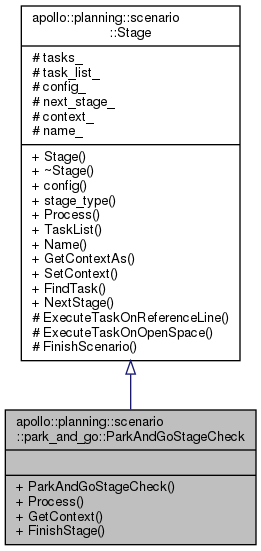 apollo::planning::scenario
::Stage
# tasks_
# task_list_
# config_
# next_stage_
# context_
# name_
+ Stage()
+ ~Stage()
+ config()
+ stage_type()
+ Process()
+ TaskList()
+ Name()
+ GetContextAs()
+ SetContext()
+ FindTask()
+ NextStage()
# ExecuteTaskOnReferenceLine()
# ExecuteTaskOnOpenSpace()
# FinishScenario()
apollo::planning::scenario
::park_and_go::ParkAndGoStageCheck
+ ParkAndGoStageCheck()
+ Process()
+ GetContext()
+ FinishStage()